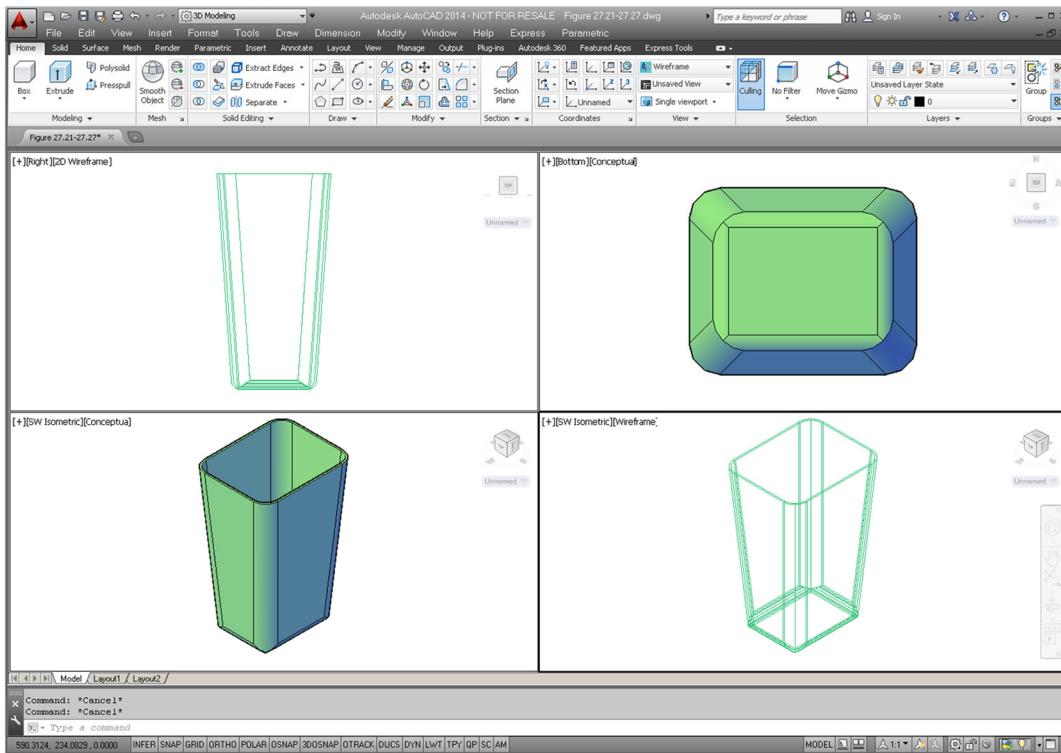 3D Modeling Autodesk AutoCAD 2014 - NOT FOR RESALE Figure 27.21-27.27.dwg Type a keyword or phrase Sign In
File Edit View Insert Format Tools Draw Dimension Modify Window Help Express Parametric
Home Solid Surface Mesh Render Parametric Insert Annotate Layout View Manage Output Plug-ins Autodesk 360 Featured Apps Express Tools
Polysolid Extract Edges Wireframe
Presspull Extrude Faces Unsaved View Unsaved Layer State
Box Extrude Smooth Object Separate Section Plane Unnamed Single viewport Culling No Filter Move Gizmo 0 Group
Modeling Mesh Solid Editing Draw Modify Section Coordinates View Selection Layers Groups
Figure 27.21-27.27*
[+][Right][2D Wireframe] [+][Bottom][Conceptual]
TOP TOP
Unnamed Unnamed
[+][SW Isometric][Conceptua] [+][SW Isometric][Wireframe]
Unnamed Unnamed
Model Layout1 Layout2
Command: *Cancel*
Command: *Cancel*
Type a command
590.3124, 234.0829, 0.0000 INFER SNAP GRID ORTHO POLAR OSNAP 3DOSNAP OTRACK DUCS DYN LWT TPY QP SC AM MODEL 1:1